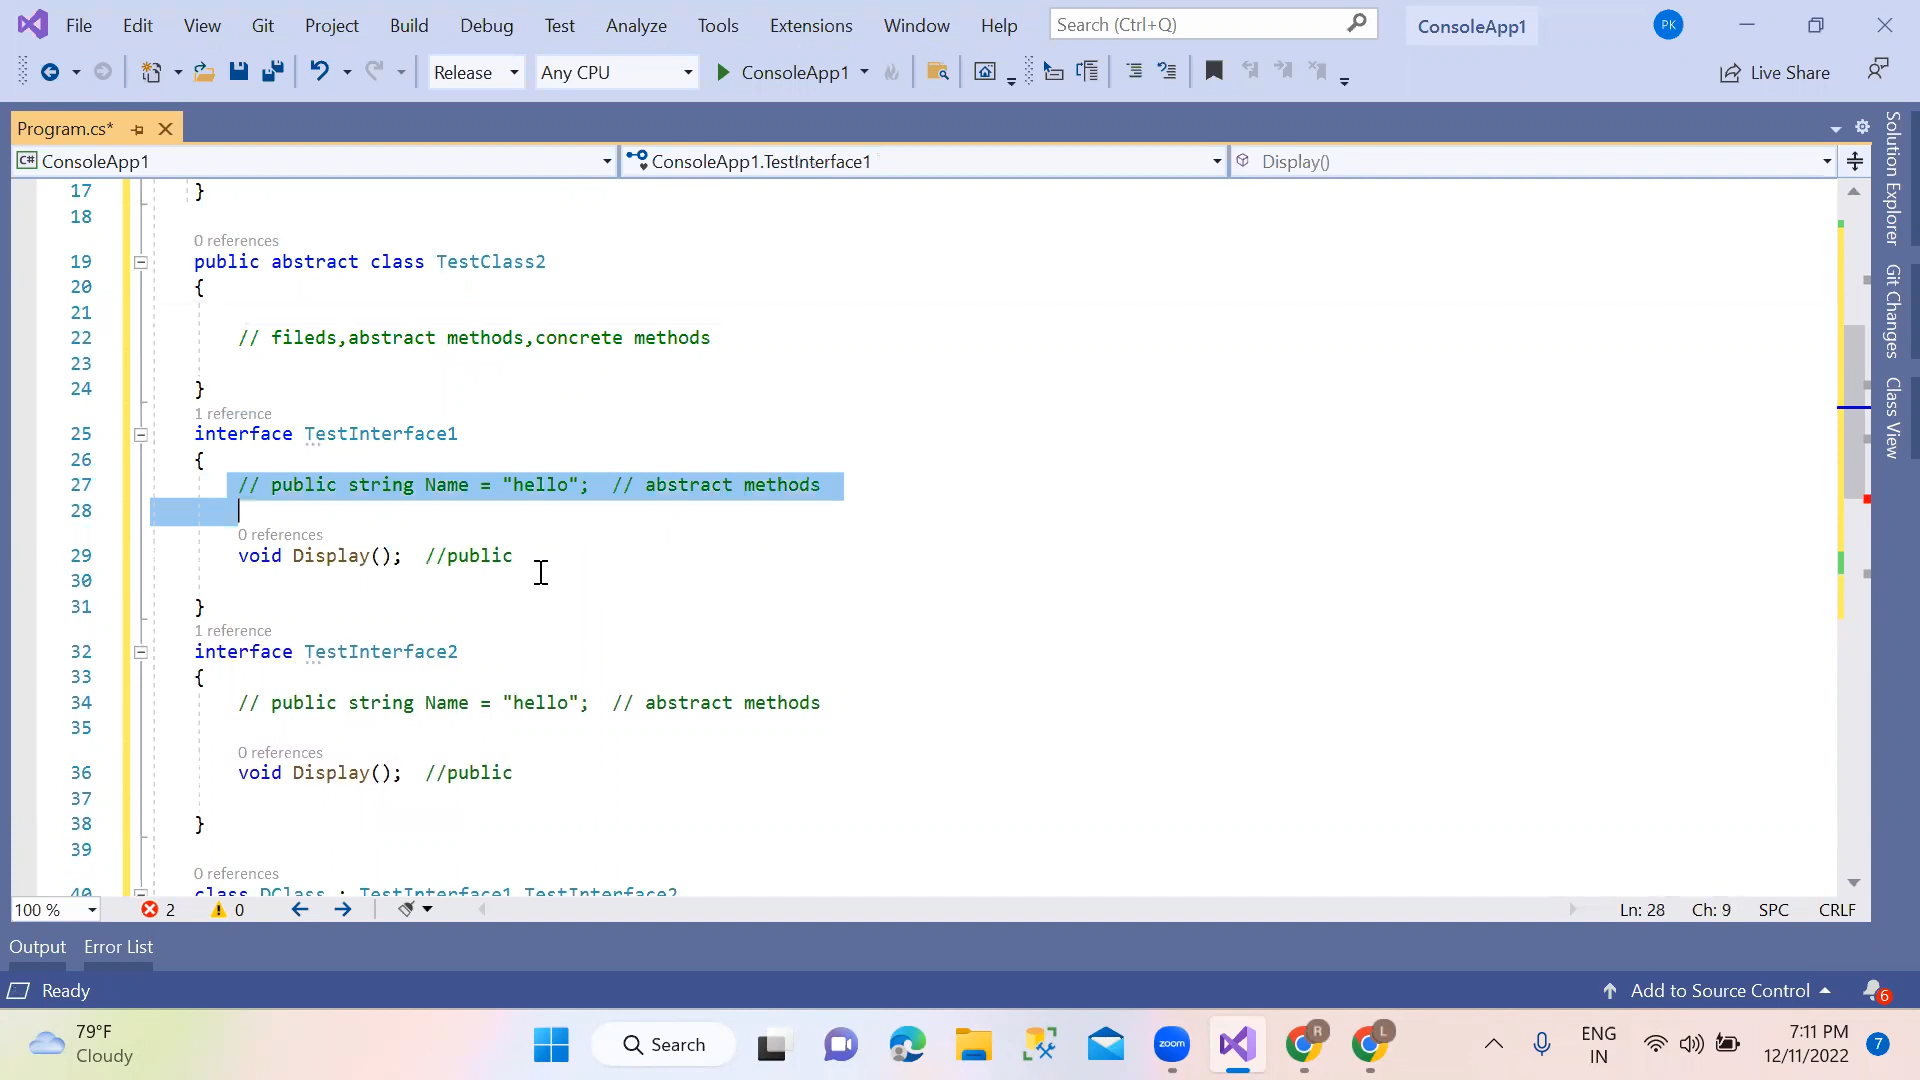 File Edit View Git Project Build Debug Test Analyze Tools Extensions Window Help Search (Ctrl+Q) ConsoleApp1 PK
Release Any CPU ConsoleApp1 Live Share
Program.cs*
C# ConsoleApp1 ConsoleApp1.TestInterface1 Display()
17 }
18
0 references
19 public abstract class TestClass2
20 {
21
22 // fileds,abstract methods,concrete methods
23
24 }
1 reference
25 interface TestInterface1
26 {
27 // public string Name = "hello"; // abstract methods
28
0 references
29 void Display(); //public
30
31 }
1 reference
32 interface TestInterface2
33 {
34 // public string Name = "hello"; // abstract methods
35
0 references
36 void Display(); //public
37
38 }
39
0 references
40 class DClass : TestInterface1,TestInterface2
100 % 2 0 Ln: 28 Ch: 9 SPC CRLF
Solution Explorer
Git Changes
Class View
Output Error List
Ready Add to Source Control 6
79°F
Cloudy
Search
zoom
R
L
ENG
IN
7:11 PM
12/11/2022
7